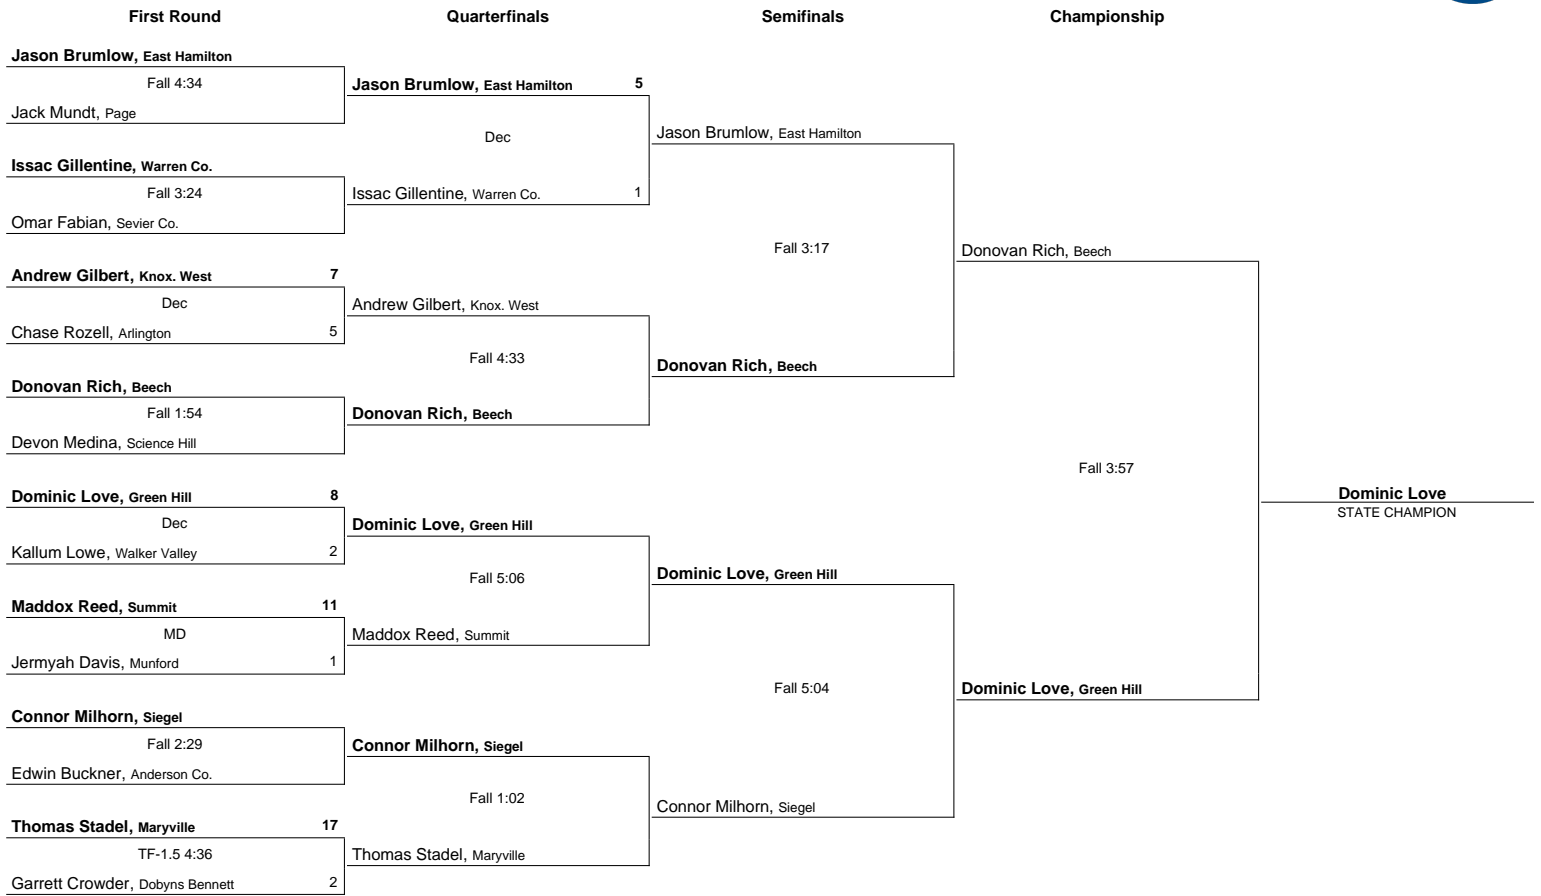 First Round
Quarterfinals
Semifinals
Championship
Jason Brumlow, East Hamilton
Fall 4:34
Jack Mundt, Page
Issac Gillentine, Warren Co.
Fall 3:24
Omar Fabian, Sevier Co.
Andrew Gilbert, Knox. West 7
Dec
Chase Rozell, Arlington 5
Donovan Rich, Beech
Fall 1:54
Devon Medina, Science Hill
Dominic Love, Green Hill 8
Dec
Kallum Lowe, Walker Valley 2
Maddox Reed, Summit 11
MD
Jermyah Davis, Munford 1
Connor Milhorn, Siegel
Fall 2:29
Edwin Buckner, Anderson Co.
Thomas Stadel, Maryville 17
TF-1.5 4:36
Garrett Crowder, Dobyns Bennett 2
Jason Brumlow, East Hamilton 5
Dec
Issac Gillentine, Warren Co. 1
Andrew Gilbert, Knox. West
Fall 4:33
Donovan Rich, Beech
Dominic Love, Green Hill
Fall 5:06
Maddox Reed, Summit
Connor Milhorn, Siegel
Fall 1:02
Thomas Stadel, Maryville
Jason Brumlow, East Hamilton
Fall 3:17
Donovan Rich, Beech
Dominic Love, Green Hill
Fall 5:04
Connor Milhorn, Siegel
Donovan Rich, Beech
Fall 3:57
Dominic Love, Green Hill
Dominic Love
STATE CHAMPION